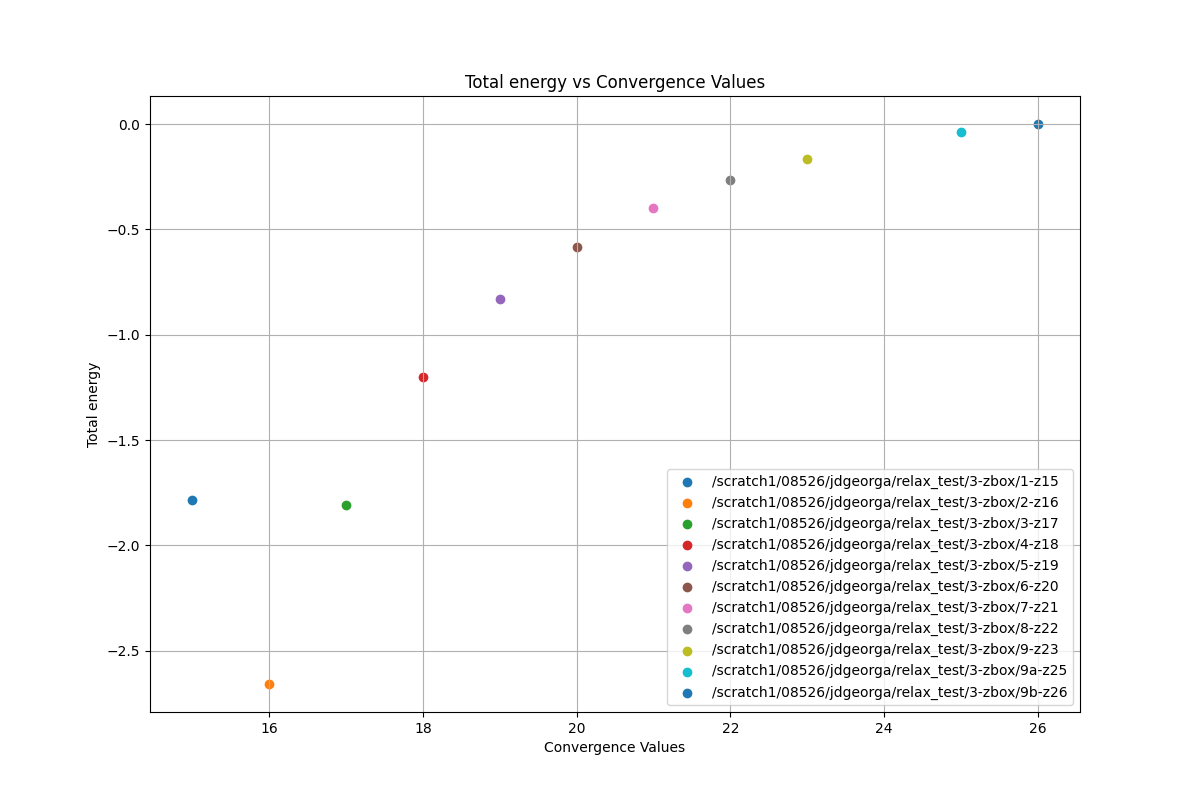 Total energy vs Convergence Values
0.0
−0.5
−1.0
−1.5
−2.0
−2.5
Total energy
/scratch1/08526/jdgeorga/relax_test/3-zbox/1-z15
/scratch1/08526/jdgeorga/relax_test/3-zbox/2-z16
/scratch1/08526/jdgeorga/relax_test/3-zbox/3-z17
/scratch1/08526/jdgeorga/relax_test/3-zbox/4-z18
/scratch1/08526/jdgeorga/relax_test/3-zbox/5-z19
/scratch1/08526/jdgeorga/relax_test/3-zbox/6-z20
/scratch1/08526/jdgeorga/relax_test/3-zbox/7-z21
/scratch1/08526/jdgeorga/relax_test/3-zbox/8-z22
/scratch1/08526/jdgeorga/relax_test/3-zbox/9-z23
/scratch1/08526/jdgeorga/relax_test/3-zbox/9a-z25
/scratch1/08526/jdgeorga/relax_test/3-zbox/9b-z26
16 18 20 22 24 26
Convergence Values